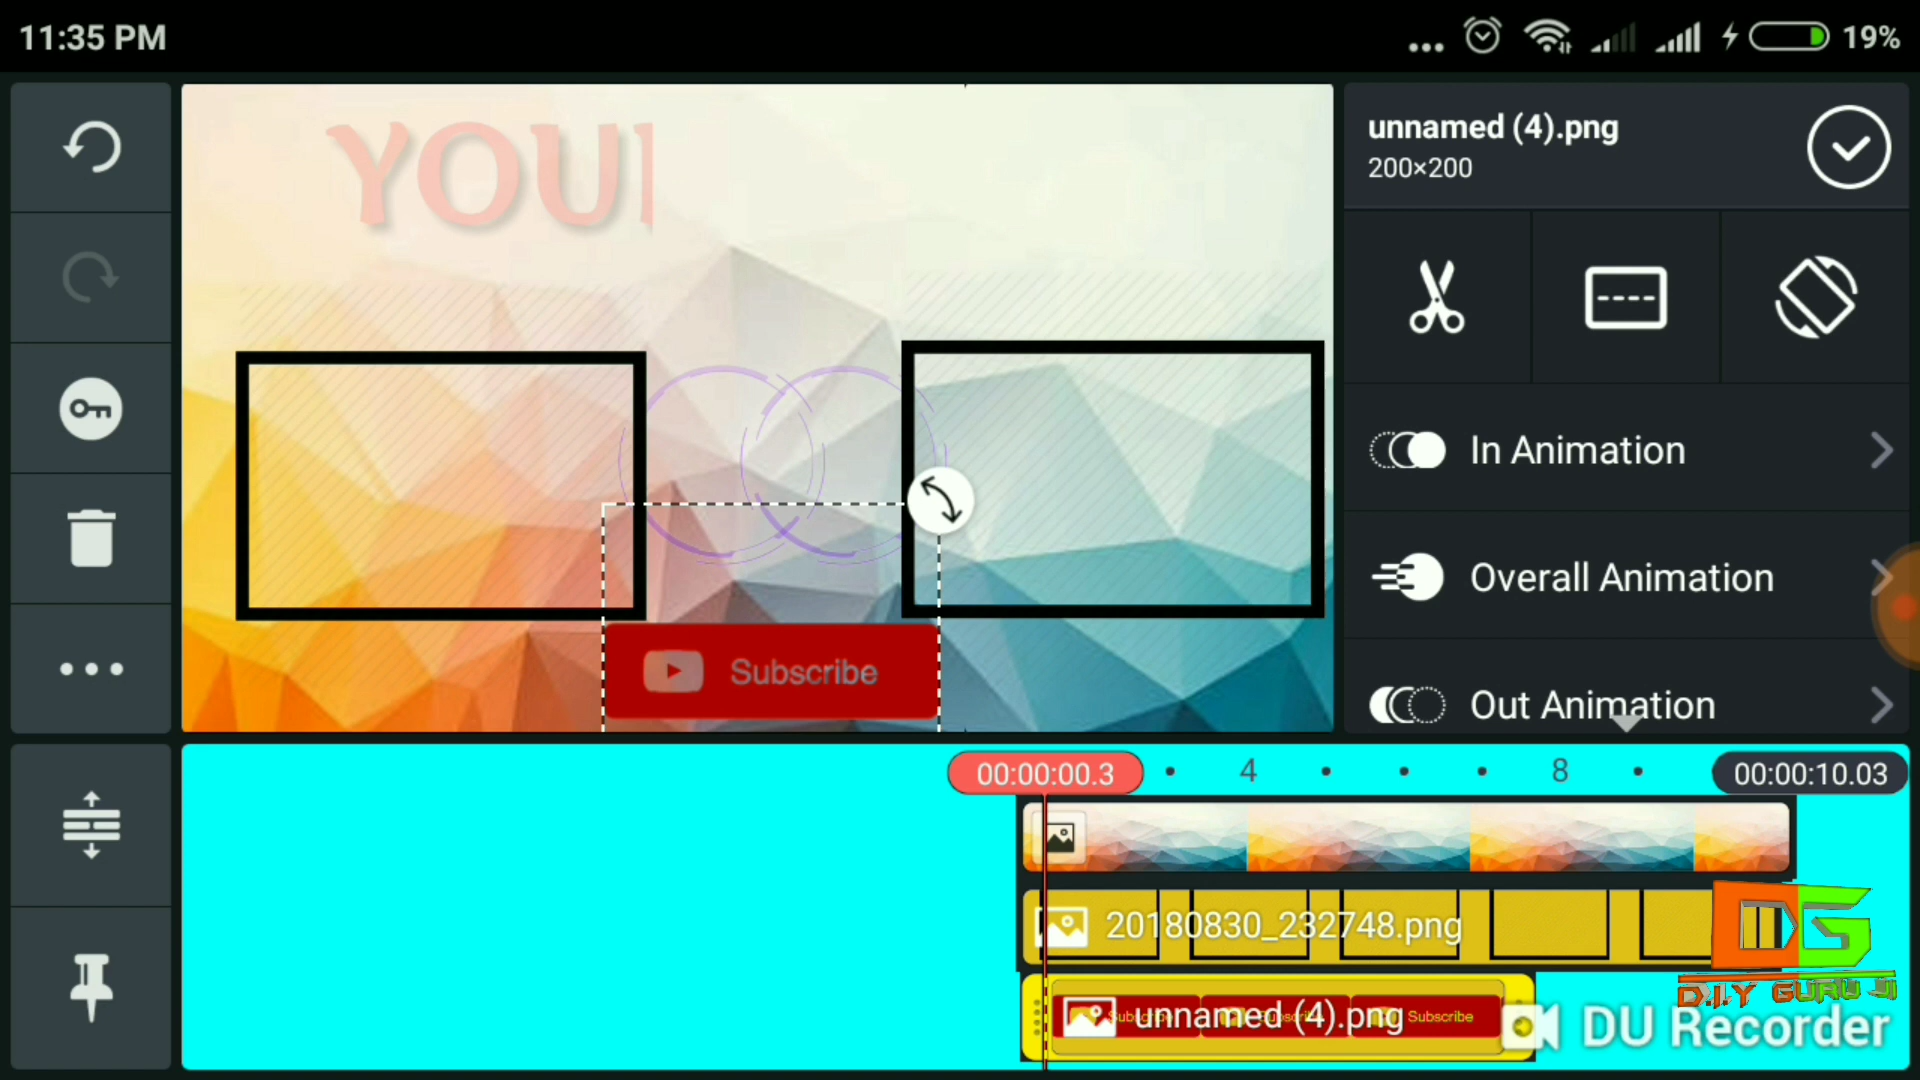 11:35 PM
19%
YOU
unnamed (4).png
200×200
In Animation
Overall Animation
Out Animation
Subscribe
00:00:00.3
4
8
00:00:10.03
20180830_232748.png
unnamed (4).png
Subscribe
DG
D.I.Y GURU JI
DU Recorder